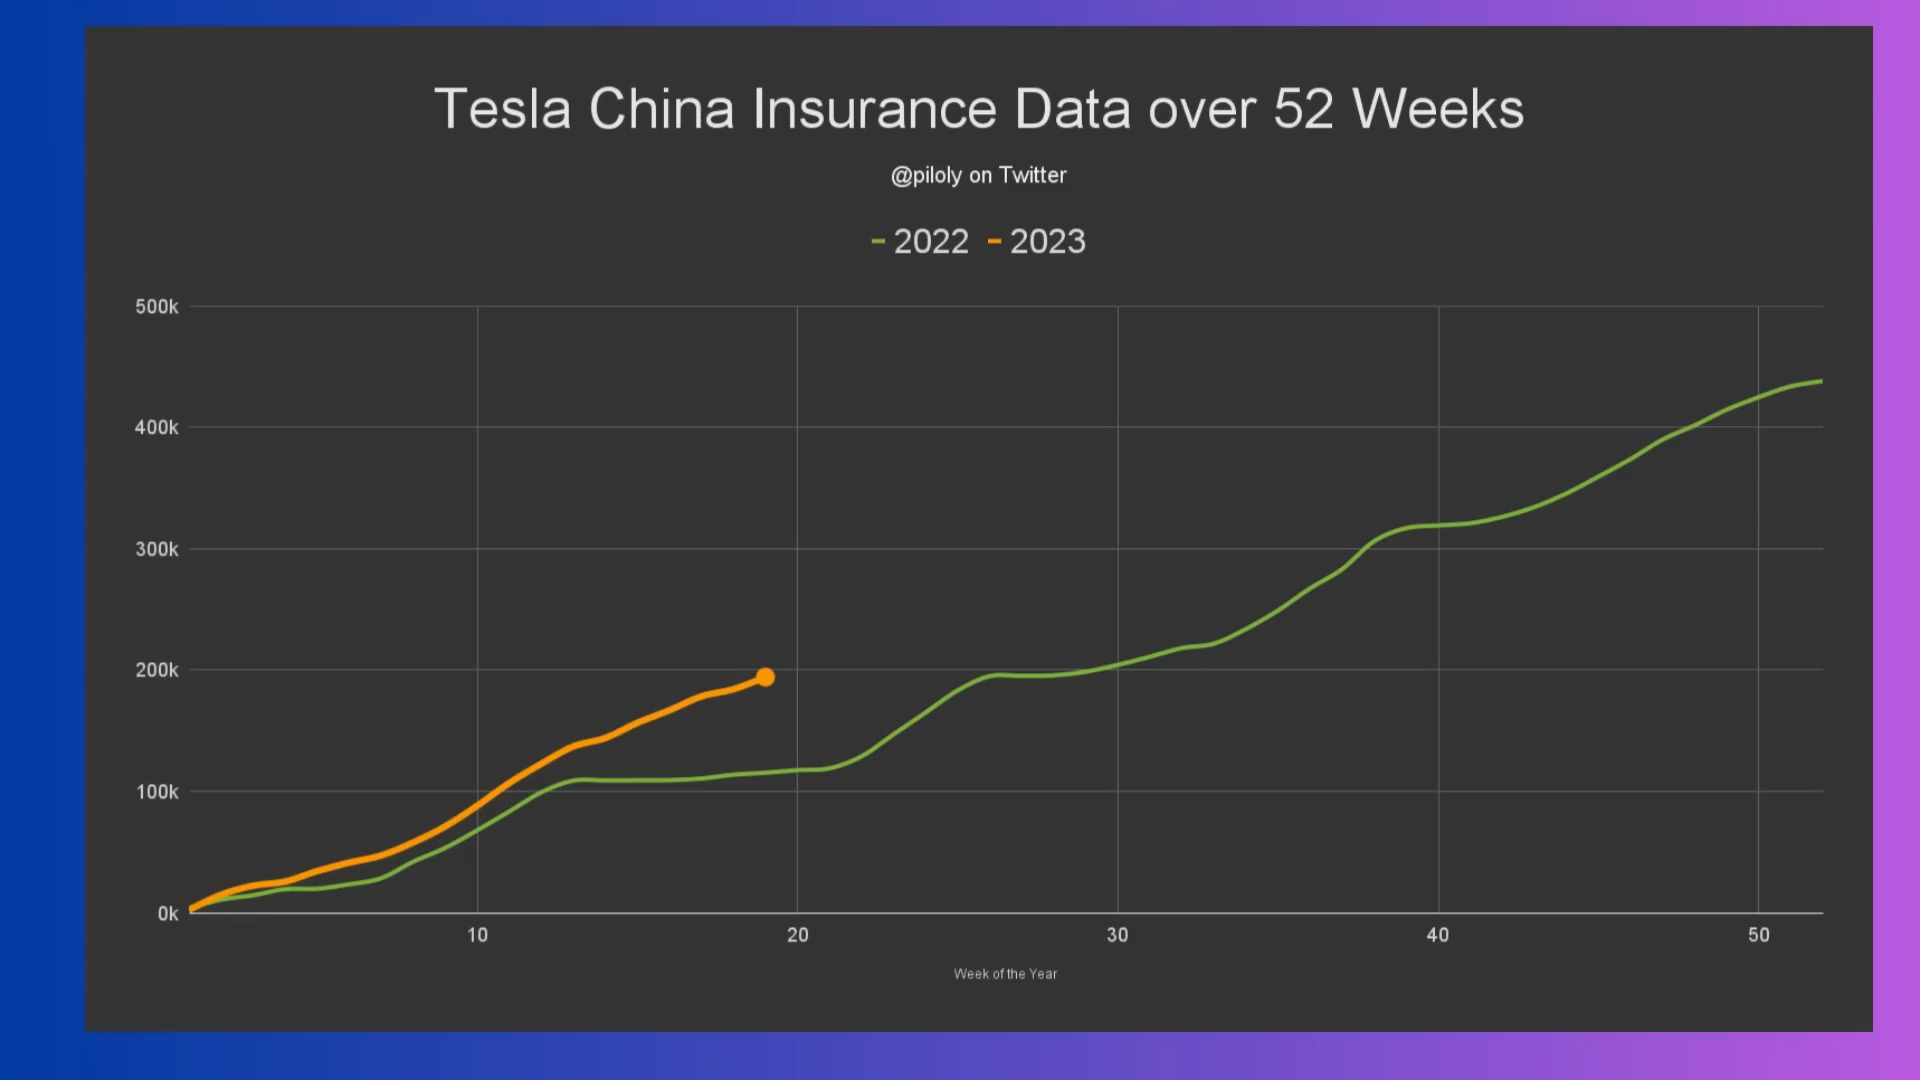 Tesla China Insurance Data over 52 Weeks
@piloly on Twitter
2022 2023
500k
400k
300k
200k
100k
0k
10 20 30 40 50
Week of the Year